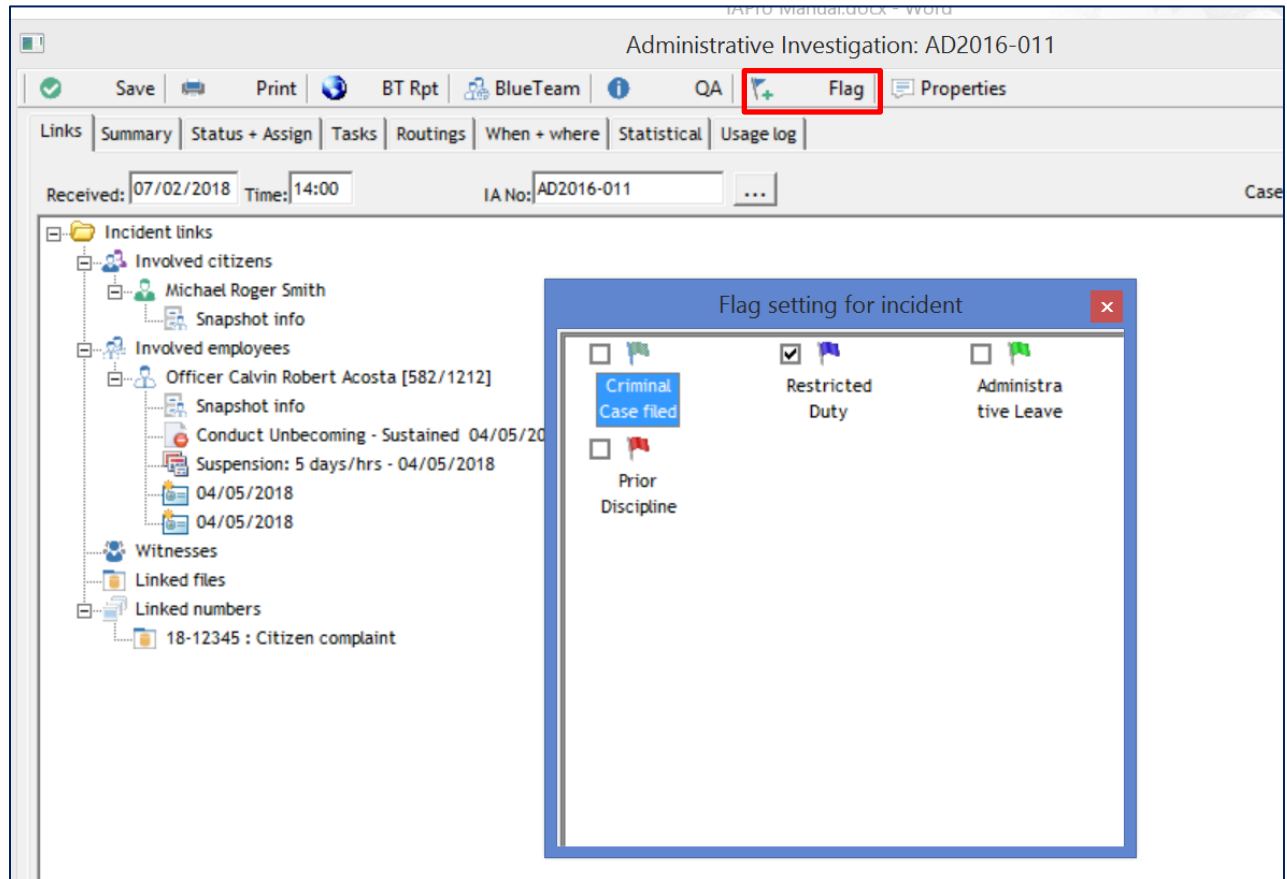 IAPro Manual.docx - Word
Administrative Investigation: AD2016-011
Save Print BT Rpt BlueTeam QA Flag Properties
Links Summary Status + Assign Tasks Routings When + where Statistical Usage log
Received: 07/02/2018 Time: 14:00 IA No: AD2016-011 ... Case
Incident links
Involved citizens
Michael Roger Smith
Snapshot info
Involved employees
Officer Calvin Robert Acosta [582/1212]
Snapshot info
Conduct Unbecoming - Sustained 04/05/20
Suspension: 5 days/hrs - 04/05/2018
04/05/2018
04/05/2018
Witnesses
Linked files
Linked numbers
18-12345 : Citizen complaint
Flag setting for incident
Criminal
Case filed
Restricted
Duty
Administra
tive Leave
Prior
Discipline